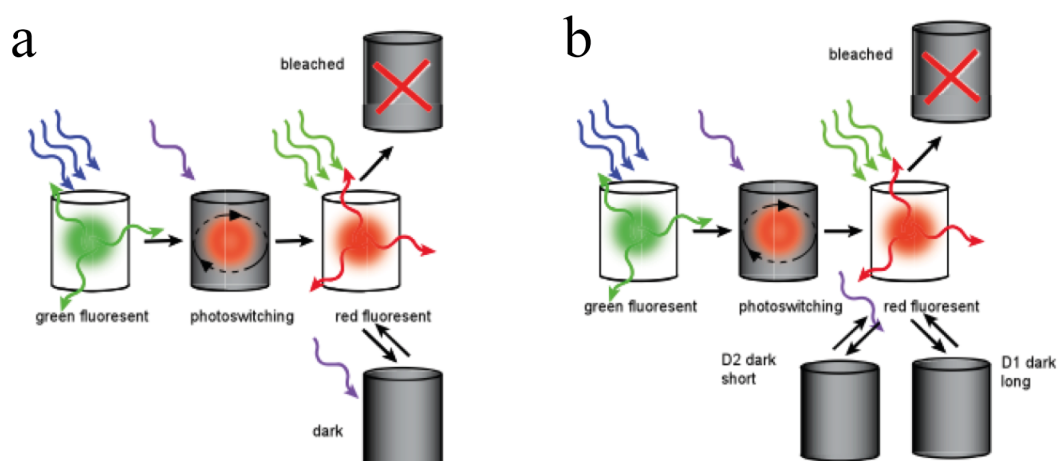 a
bleached
green fluoresent
photoswitching
red fluoresent
dark
b
bleached
green fluoresent
photoswitching
red fluoresent
D2 dark
short
D1 dark
long